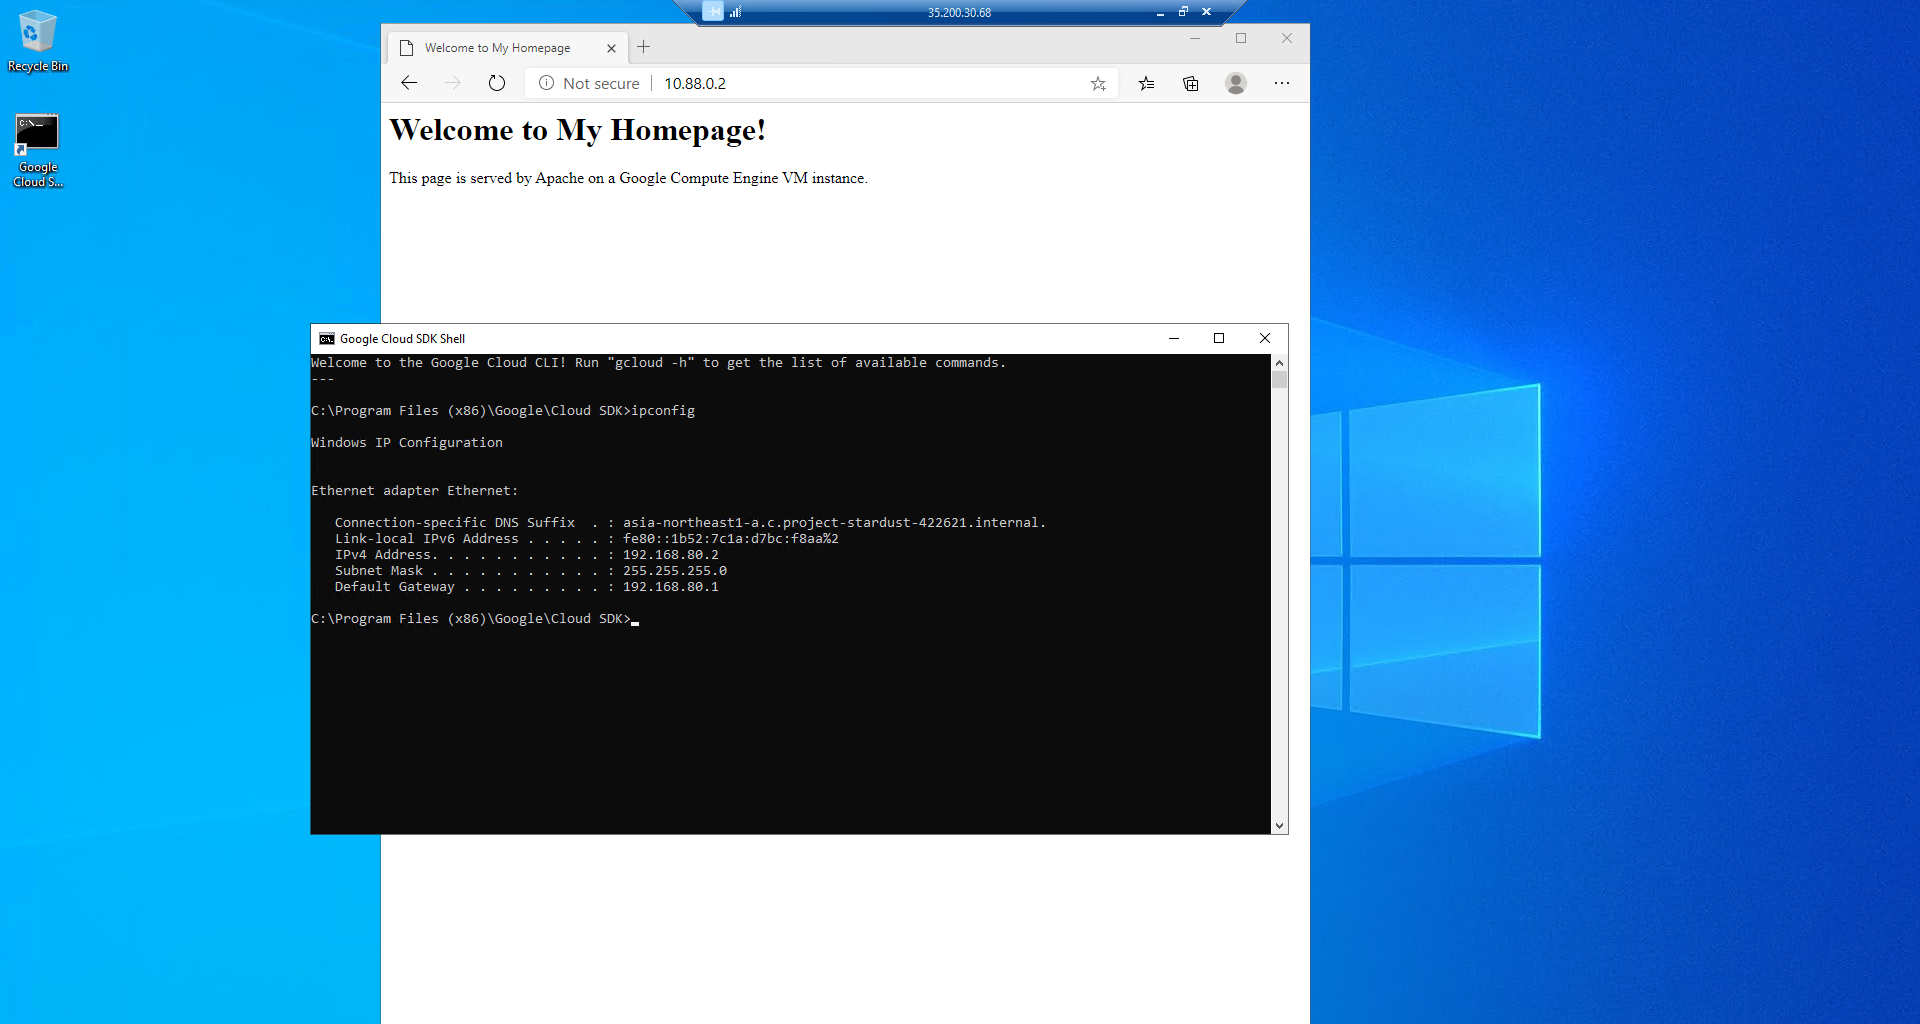 35.200.30.68
Recycle Bin
Google
Cloud S...
Welcome to My Homepage
Not secure
10.88.0.2
Welcome to My Homepage!
This page is served by Apache on a Google Compute Engine VM instance.
Google Cloud SDK Shell
Welcome to the Google Cloud CLI! Run "gcloud -h" to get the list of available commands.
---
C:\Program Files (x86)\Google\Cloud SDK>ipconfig
Windows IP Configuration
Ethernet adapter Ethernet:
Connection-specific DNS Suffix  . : asia-northeast1-a.c.project-stardust-422621.internal.
Link-local IPv6 Address . . . . . : fe80::1b52:7c1a:d7bc:f8aa%2
IPv4 Address. . . . . . . . . . . : 192.168.80.2
Subnet Mask . . . . . . . . . . . : 255.255.255.0
Default Gateway . . . . . . . . . : 192.168.80.1
C:\Program Files (x86)\Google\Cloud SDK>